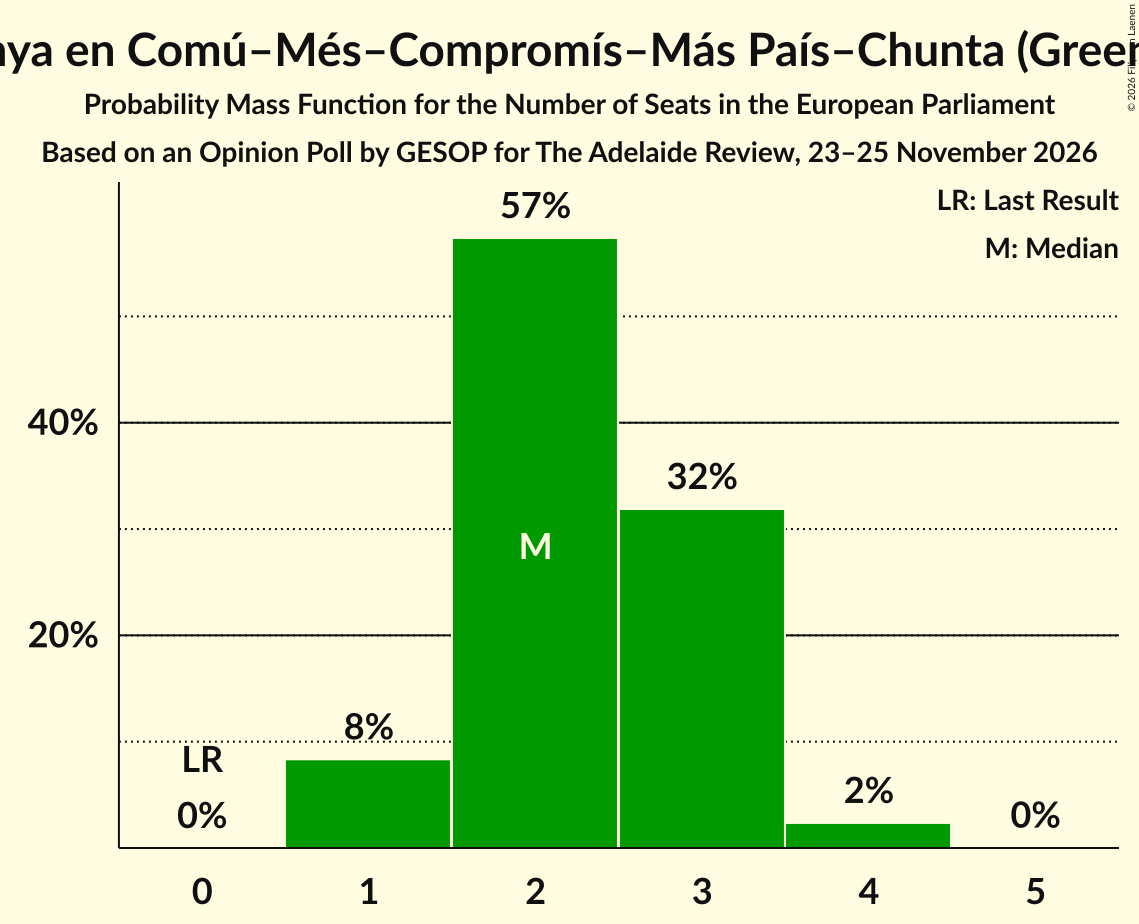 en Comú–Més–Compromís–Más País–Chunta
Probability Mass Function for the Number of Seats in the European Parliament
Based on an Opinion Poll by GESOP for The Adelaide Review, 23–25 November 2026
LR: Last Result
M: Median
57%
40%
32%
M
20%
8%
LR
2%
0%
0%
0 1 2 3 4 5
© 2026 Laenen